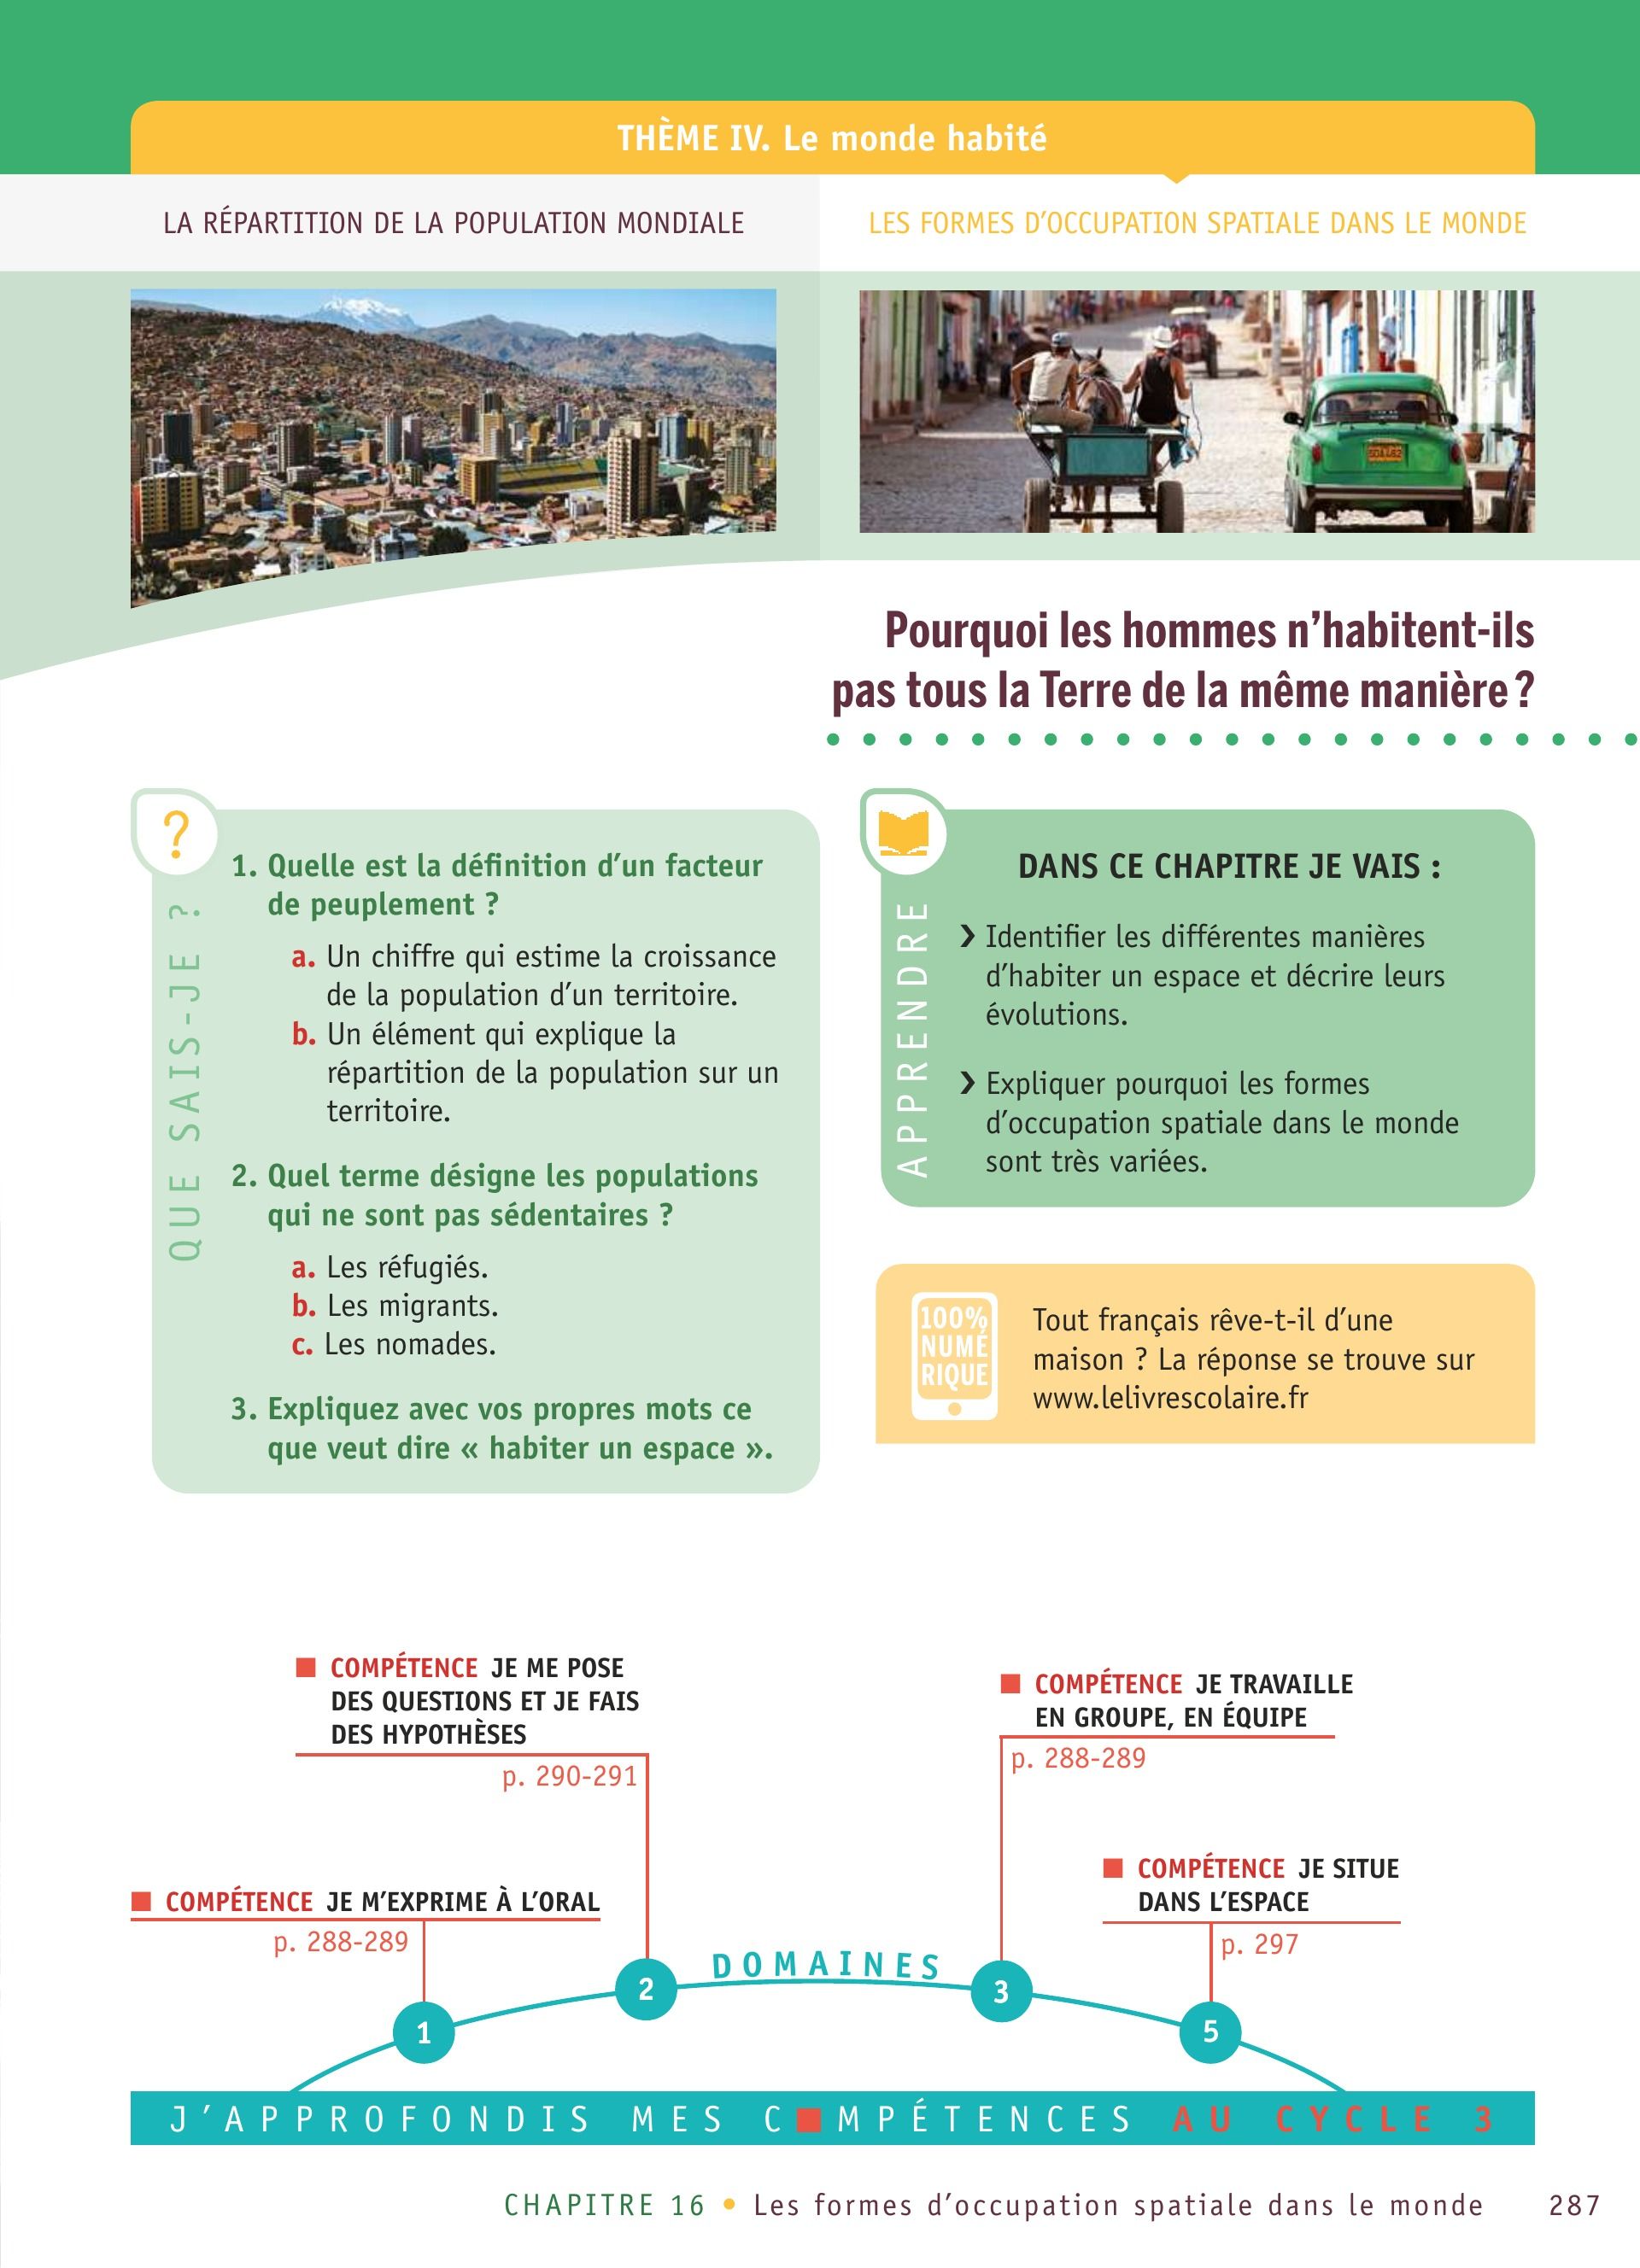 THÈME IV. Le monde habité
LA RÉPARTITION DE LA POPULATION MONDIALE
LES FORMES D’OCCUPATION SPATIALE DANS LE MONDE
Pourquoi les hommes n’habitent-ils
pas tous la Terre de la même manière ?
?
QUE SAIS-JE ?
1. Quelle est la définition d’un facteur
de peuplement ?
a. Un chiffre qui estime la croissance
de la population d’un territoire.
b. Un élément qui explique la
répartition de la population sur un
territoire.
2. Quel terme désigne les populations
qui ne sont pas sédentaires ?
a. Les réfugiés.
b. Les migrants.
c. Les nomades.
3. Expliquez avec vos propres mots ce
que veut dire « habiter un espace ».
APPRENDRE
DANS CE CHAPITRE JE VAIS :
❯ Identifier les différentes manières
d’habiter un espace et décrire leurs
évolutions.
❯ Expliquer pourquoi les formes
d’occupation spatiale dans le monde
sont très variées.
100%
NUMÉ
RIQUE
Tout français rêve-t-il d’une
maison ? La réponse se trouve sur
www.lelivrescolaire.fr
COMPÉTENCE JE ME POSE
DES QUESTIONS ET JE FAIS
DES HYPOTHÈSES
p. 290-291
COMPÉTENCE JE TRAVAILLE
EN GROUPE, EN ÉQUIPE
p. 288-289
COMPÉTENCE JE M’EXPRIME À L’ORAL
p. 288-289
COMPÉTENCE JE SITUE
DANS L’ESPACE
p. 297
DOMAINES
1
2
3
5
J’APPROFONDIS MES C■MPÉTENCES AU CYCLE 3
CHAPITRE 16 • Les formes d’occupation spatiale dans le monde 287